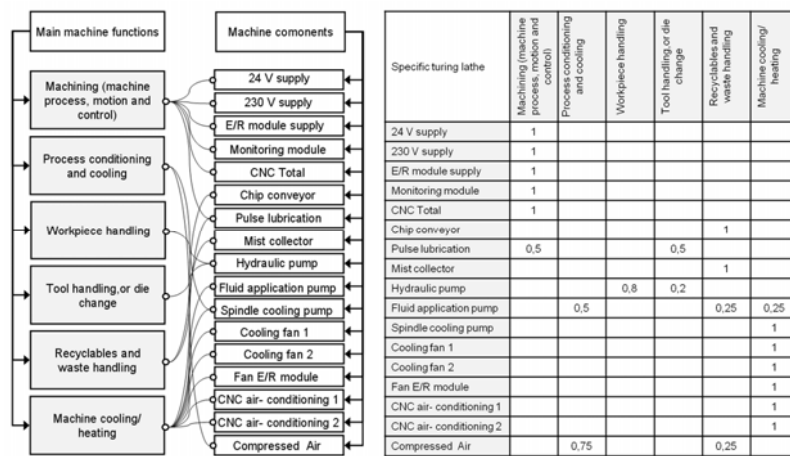 Main machine functions
Machine comonents
Machining (machine
process, motion and
control)
Process conditioning
and cooling
Workpiece handling
Tool handling,or die
change
Recyclables and
waste handling
Machine cooling/
heating
24 V supply
230 V supply
E/R module supply
Monitoring module
CNC Total
Chip conveyor
Pulse lubrication
Mist collector
Hydraulic pump
Fluid application pump
Spindle cooling pump
Cooling fan 1
Cooling fan 2
Fan E/R module
CNC air- conditioning 1
CNC air- conditioning 2
Compressed Air
Specific turing lathe
Machining (machine
process, motion and
control)
Process conditioning
and cooling
Workpiece handling
Tool handling,or die
change
Recyclables and
waste handling
Machine cooling/
heating
24 V supply 1
230 V supply 1
E/R module supply 1
Monitoring module 1
CNC Total 1
Chip conveyor 1
Pulse lubrication 0,5 0,5
Mist collector 1
Hydraulic pump 0,8 0,2
Fluid application pump 0,5 0,25 0,25
Spindle cooling pump 1
Cooling fan 1 1
Cooling fan 2 1
Fan E/R module 1
CNC air- conditioning 1 1
CNC air- conditioning 2 1
Compressed Air 0,75 0,25